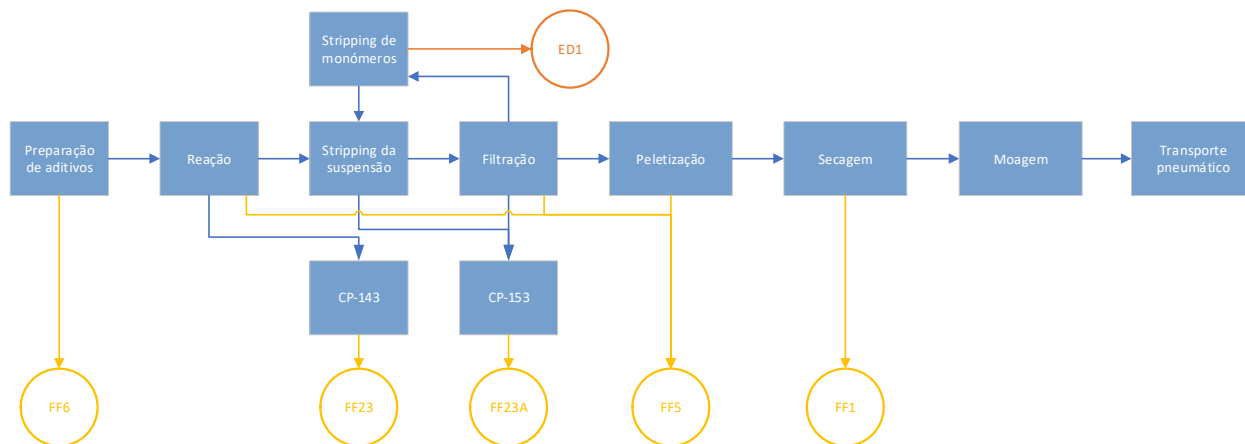 Stripping de
monómeros
ED1
Preparação
de aditivos
Reação
Stripping da
suspensão
Filtração
Peletização
Secagem
Moagem
Transporte
pneumático
CP-143
CP-153
FF6
FF23
FF23A
FF5
FF1